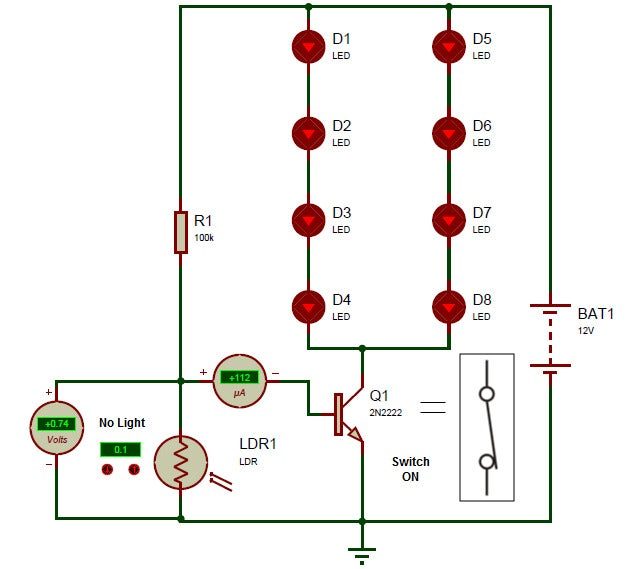 D1
LED
D5
LED
D2
LED
D6
LED
R1
100k
D3
LED
D7
LED
D4
LED
D8
LED
BAT1
12V
+
+112
µA
−
Q1
2N2222
+
+0.74
Volts
−
No Light
0.1
LDR1
LDR
Switch
ON